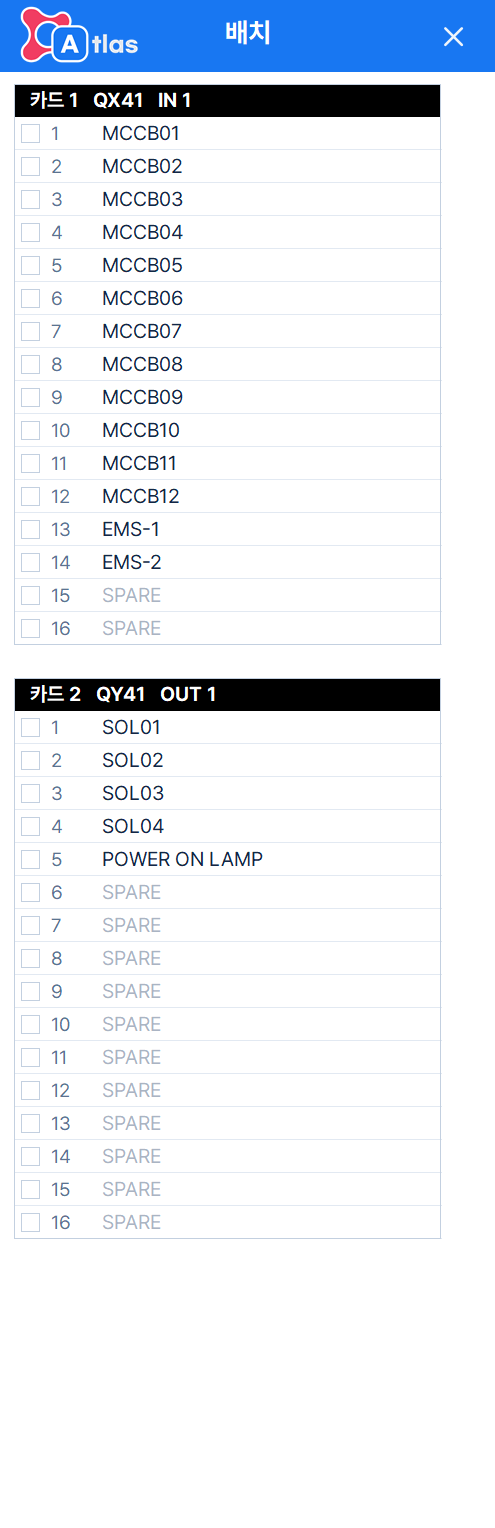 Atlas
배치
카드 1 QX41 IN 1
1 MCCB01
2 MCCB02
3 MCCB03
4 MCCB04
5 MCCB05
6 MCCB06
7 MCCB07
8 MCCB08
9 MCCB09
10 MCCB10
11 MCCB11
12 MCCB12
13 EMS-1
14 EMS-2
15 SPARE
16 SPARE
카드 2 QY41 OUT 1
1 SOL01
2 SOL02
3 SOL03
4 SOL04
5 POWER ON LAMP
6 SPARE
7 SPARE
8 SPARE
9 SPARE
10 SPARE
11 SPARE
12 SPARE
13 SPARE
14 SPARE
15 SPARE
16 SPARE